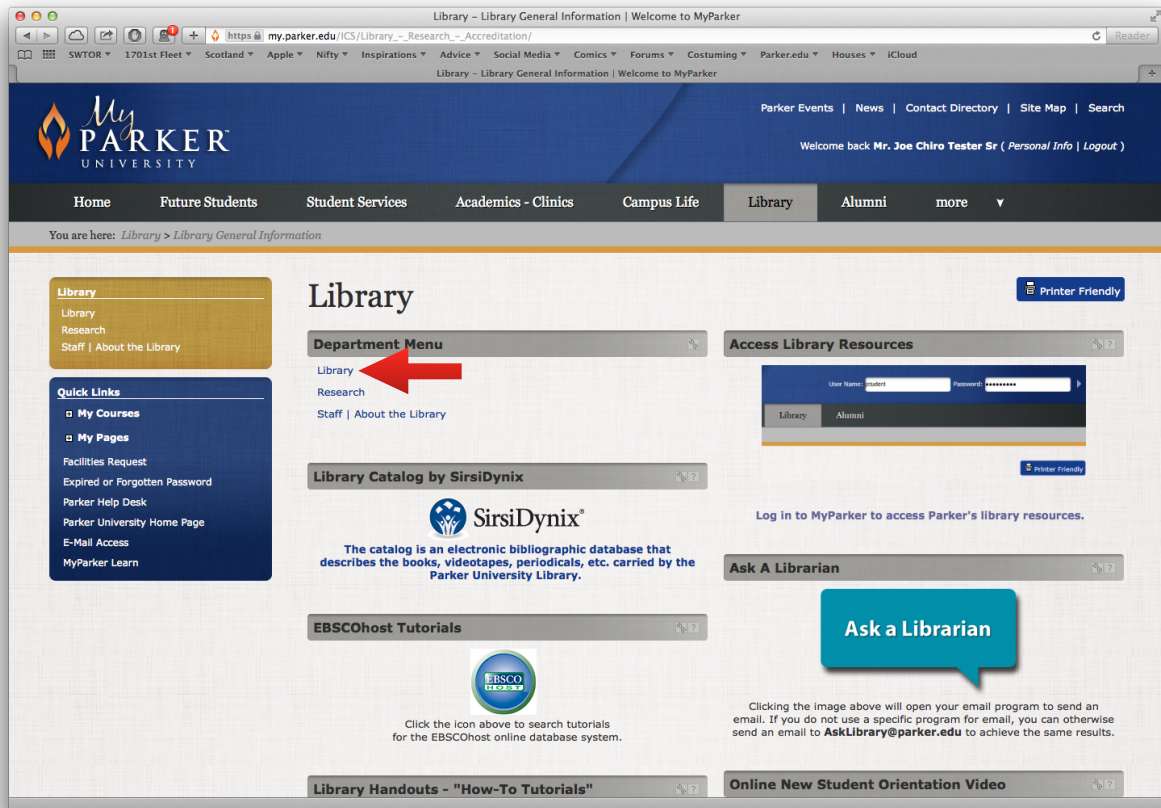 Library – Library General Information | Welcome to MyParker
1
https my.parker.edu/ICS/Library_-_Research_-_Accreditation/
Reader
SWTOR 1701st Fleet Scotland Apple Nifty Inspirations Advice Social Media Comics Forums Costuming Parker.edu Houses iCloud
Library – Library General Information | Welcome to MyParker
Parker Events | News | Contact Directory | Site Map | Search
My
PARKER
UNIVERSITY
Welcome back Mr. Joe Chiro Tester Sr ( Personal Info | Logout )
Home Future Students Student Services Academics - Clinics Campus Life Library Alumni more
You are here: Library > Library General Information
Library
Library
Research
Staff | About the Library
Quick Links
My Courses
My Pages
Facilities Request
Expired or Forgotten Password
Parker Help Desk
Parker University Home Page
E-Mail Access
MyParker Learn
Library
Printer Friendly
Department Menu
Library
Research
Staff | About the Library
Library Catalog by SirsiDynix
SirsiDynix
The catalog is an electronic bibliographic database that
describes the books, videotapes, periodicals, etc. carried by the
Parker University Library.
EBSCOhost Tutorials
EBSCO
HOST
Click the icon above to search tutorials
for the EBSCOhost online database system.
Library Handouts - "How-To Tutorials"
Access Library Resources
User Name: student Password: •••••••••
Library Alumni
Printer Friendly
Log in to MyParker to access Parker's library resources.
Ask A Librarian
Ask a Librarian
Clicking the image above will open your email program to send an
email. If you do not use a specific program for email, you can otherwise
send an email to AskLibrary@parker.edu to achieve the same results.
Online New Student Orientation Video